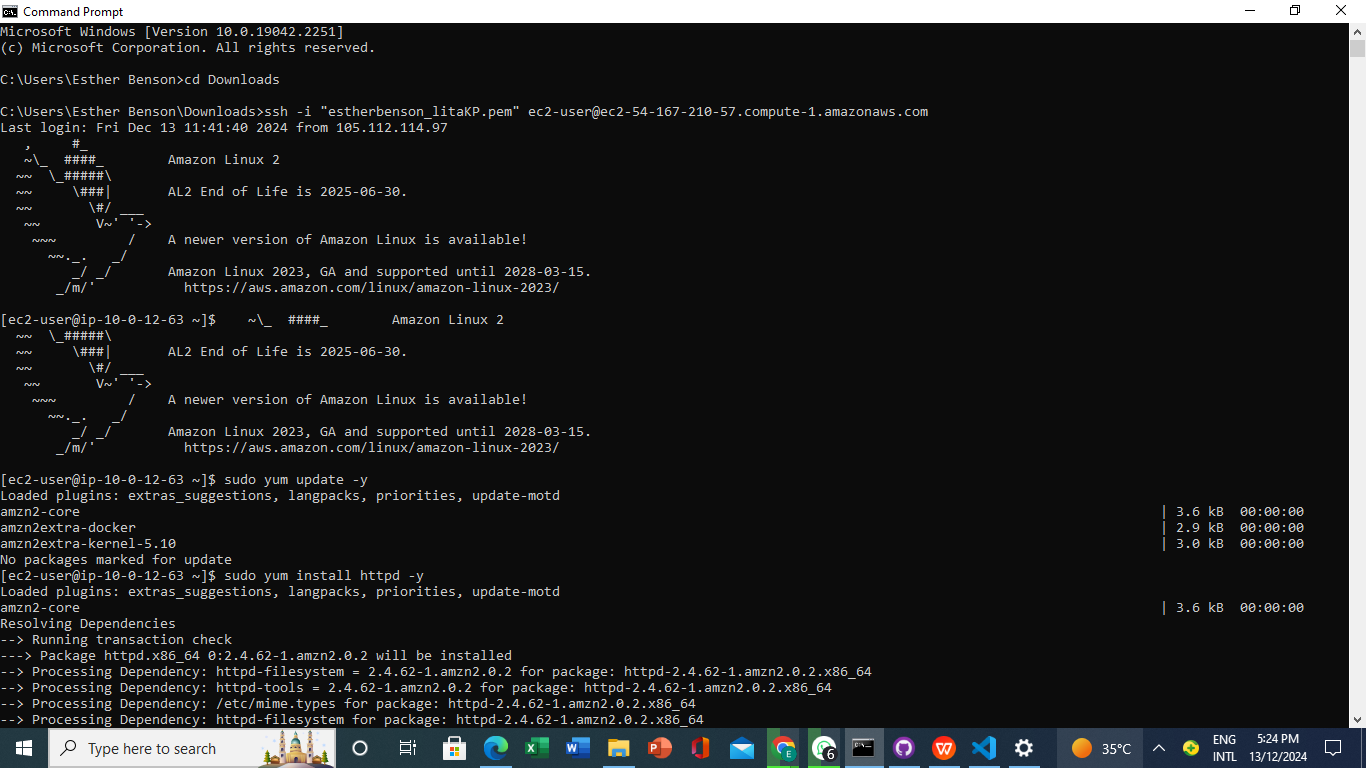 Command Prompt
Microsoft Windows [Version 10.0.19042.2251]
(c) Microsoft Corporation. All rights reserved.
C:\Users\Esther Benson>cd Downloads
C:\Users\Esther Benson\Downloads>ssh -i "estherbenson_litaKP.pem" ec2-user@ec2-54-167-210-57.compute-1.amazonaws.com
Last login: Fri Dec 13 11:41:40 2024 from 105.112.114.97
   ,     #_
   ~\_  ####_        Amazon Linux 2
  ~~  \_#####\
  ~~     \###|       AL2 End of Life is 2025-06-30.
  ~~       \#/ ___
   ~~       V~' '->
    ~~~         /    A newer version of Amazon Linux is available!
      ~~._.   _/
         _/ _/       Amazon Linux 2023, GA and supported until 2028-03-15.
       _/m/'           https://aws.amazon.com/linux/amazon-linux-2023/
[ec2-user@ip-10-0-12-63 ~]$    ~\_  ####_        Amazon Linux 2
  ~~  \_#####\
  ~~     \###|       AL2 End of Life is 2025-06-30.
  ~~       \#/ ___
   ~~       V~' '->
    ~~~         /    A newer version of Amazon Linux is available!
      ~~._.   _/
         _/ _/       Amazon Linux 2023, GA and supported until 2028-03-15.
       _/m/'           https://aws.amazon.com/linux/amazon-linux-2023/
[ec2-user@ip-10-0-12-63 ~]$ sudo yum update -y
Loaded plugins: extras_suggestions, langpacks, priorities, update-motd
amzn2-core | 3.6 kB 00:00:00
amzn2extra-docker | 2.9 kB 00:00:00
amzn2extra-kernel-5.10 | 3.0 kB 00:00:00
No packages marked for update
[ec2-user@ip-10-0-12-63 ~]$ sudo yum install httpd -y
Loaded plugins: extras_suggestions, langpacks, priorities, update-motd
amzn2-core | 3.6 kB 00:00:00
Resolving Dependencies
--> Running transaction check
---> Package httpd.x86_64 0:2.4.62-1.amzn2.0.2 will be installed
--> Processing Dependency: httpd-filesystem = 2.4.62-1.amzn2.0.2 for package: httpd-2.4.62-1.amzn2.0.2.x86_64
--> Processing Dependency: httpd-tools = 2.4.62-1.amzn2.0.2 for package: httpd-2.4.62-1.amzn2.0.2.x86_64
--> Processing Dependency: /etc/mime.types for package: httpd-2.4.62-1.amzn2.0.2.x86_64
--> Processing Dependency: httpd-filesystem for package: httpd-2.4.62-1.amzn2.0.2.x86_64
Type here to search
6
35°C
ENG
INTL
5:24 PM
13/12/2024